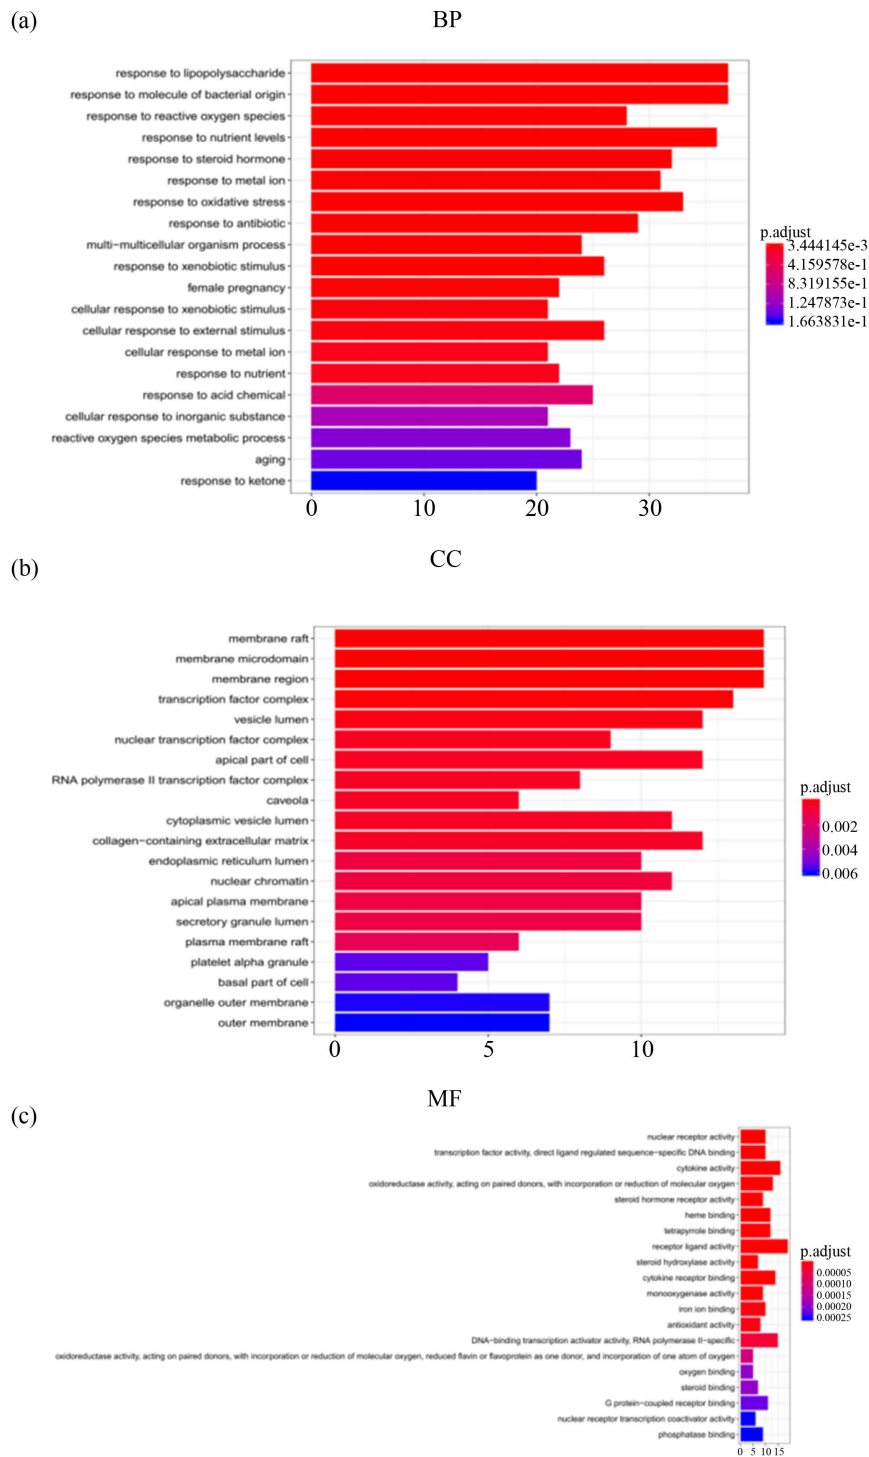 (a)
BP
response to lipopolysaccharide
response to molecule of bacterial origin
response to reactive oxygen species
response to nutrient levels
response to steroid hormone
response to metal ion
response to oxidative stress
response to antibiotic
multi−multicellular organism process
response to xenobiotic stimulus
female pregnancy
cellular response to xenobiotic stimulus
cellular response to external stimulus
cellular response to metal ion
response to nutrient
response to acid chemical
cellular response to inorganic substance
reactive oxygen species metabolic process
aging
response to ketone
0 10 20 30
p.adjust
3.444145e-3
4.159578e-1
8.319155e-1
1.247873e-1
1.663831e-1
(b)
CC
membrane raft
membrane microdomain
membrane region
transcription factor complex
vesicle lumen
nuclear transcription factor complex
apical part of cell
RNA polymerase II transcription factor complex
caveola
cytoplasmic vesicle lumen
collagen−containing extracellular matrix
endoplasmic reticulum lumen
nuclear chromatin
apical plasma membrane
secretory granule lumen
plasma membrane raft
platelet alpha granule
basal part of cell
organelle outer membrane
outer membrane
0 5 10
p.adjust
0.002
0.004
0.006
(c)
MF
nuclear receptor activity
transcription factor activity, direct ligand regulated sequence−specific DNA binding
cytokine activity
oxidoreductase activity, acting on paired donors, with incorporation or reduction of molecular oxygen
steroid hormone receptor activity
heme binding
tetrapyrrole binding
receptor ligand activity
steroid hydroxylase activity
cytokine receptor binding
monooxygenase activity
iron ion binding
antioxidant activity
DNA−binding transcription activator activity, RNA polymerase II−specific
oxidoreductase activity, acting on paired donors, with incorporation or reduction of molecular oxygen, reduced flavin or flavoprotein as one donor, and incorporation of one atom of oxygen
oxygen binding
steroid binding
G protein−coupled receptor binding
nuclear receptor transcription coactivator activity
phosphatase binding
0 5 10 15
p.adjust
0.00005
0.00010
0.00015
0.00020
0.00025